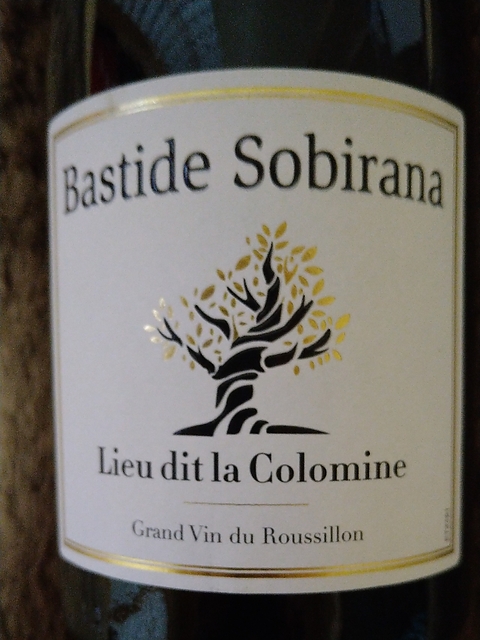 Bastide Sobirana
Lieu dit la Colomine
Grand Vin du Roussillon